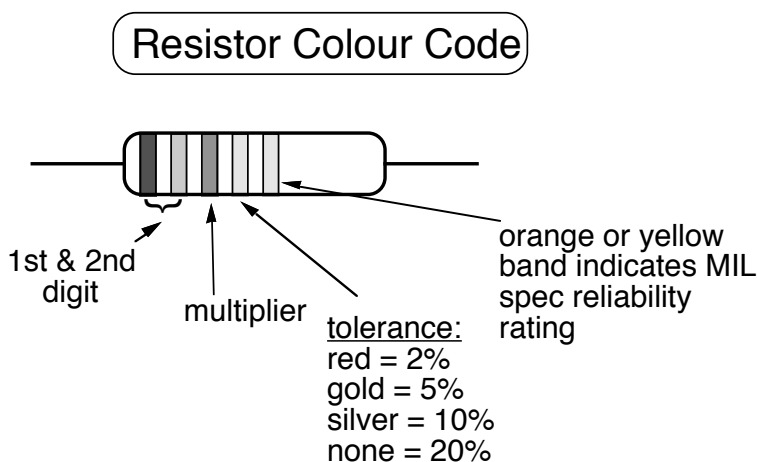 Resistor Colour Code
1st & 2nd
digit
multiplier
tolerance:
red = 2%
gold = 5%
silver = 10%
none = 20%
orange or yellow
band indicates MIL
spec reliability
rating